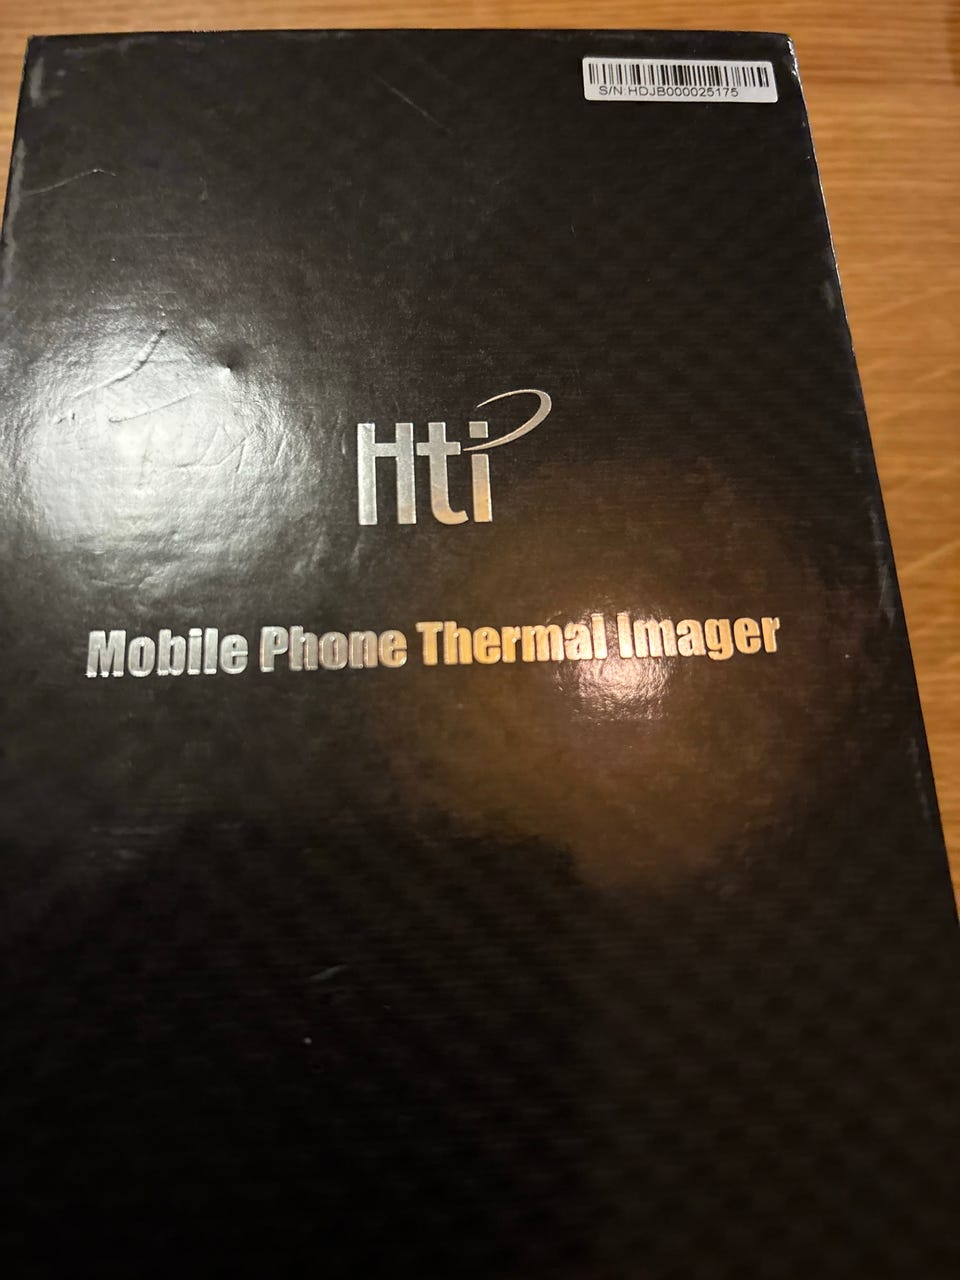 S/N:HDJB000025175
Hti
Mobile Phone Thermal Imager